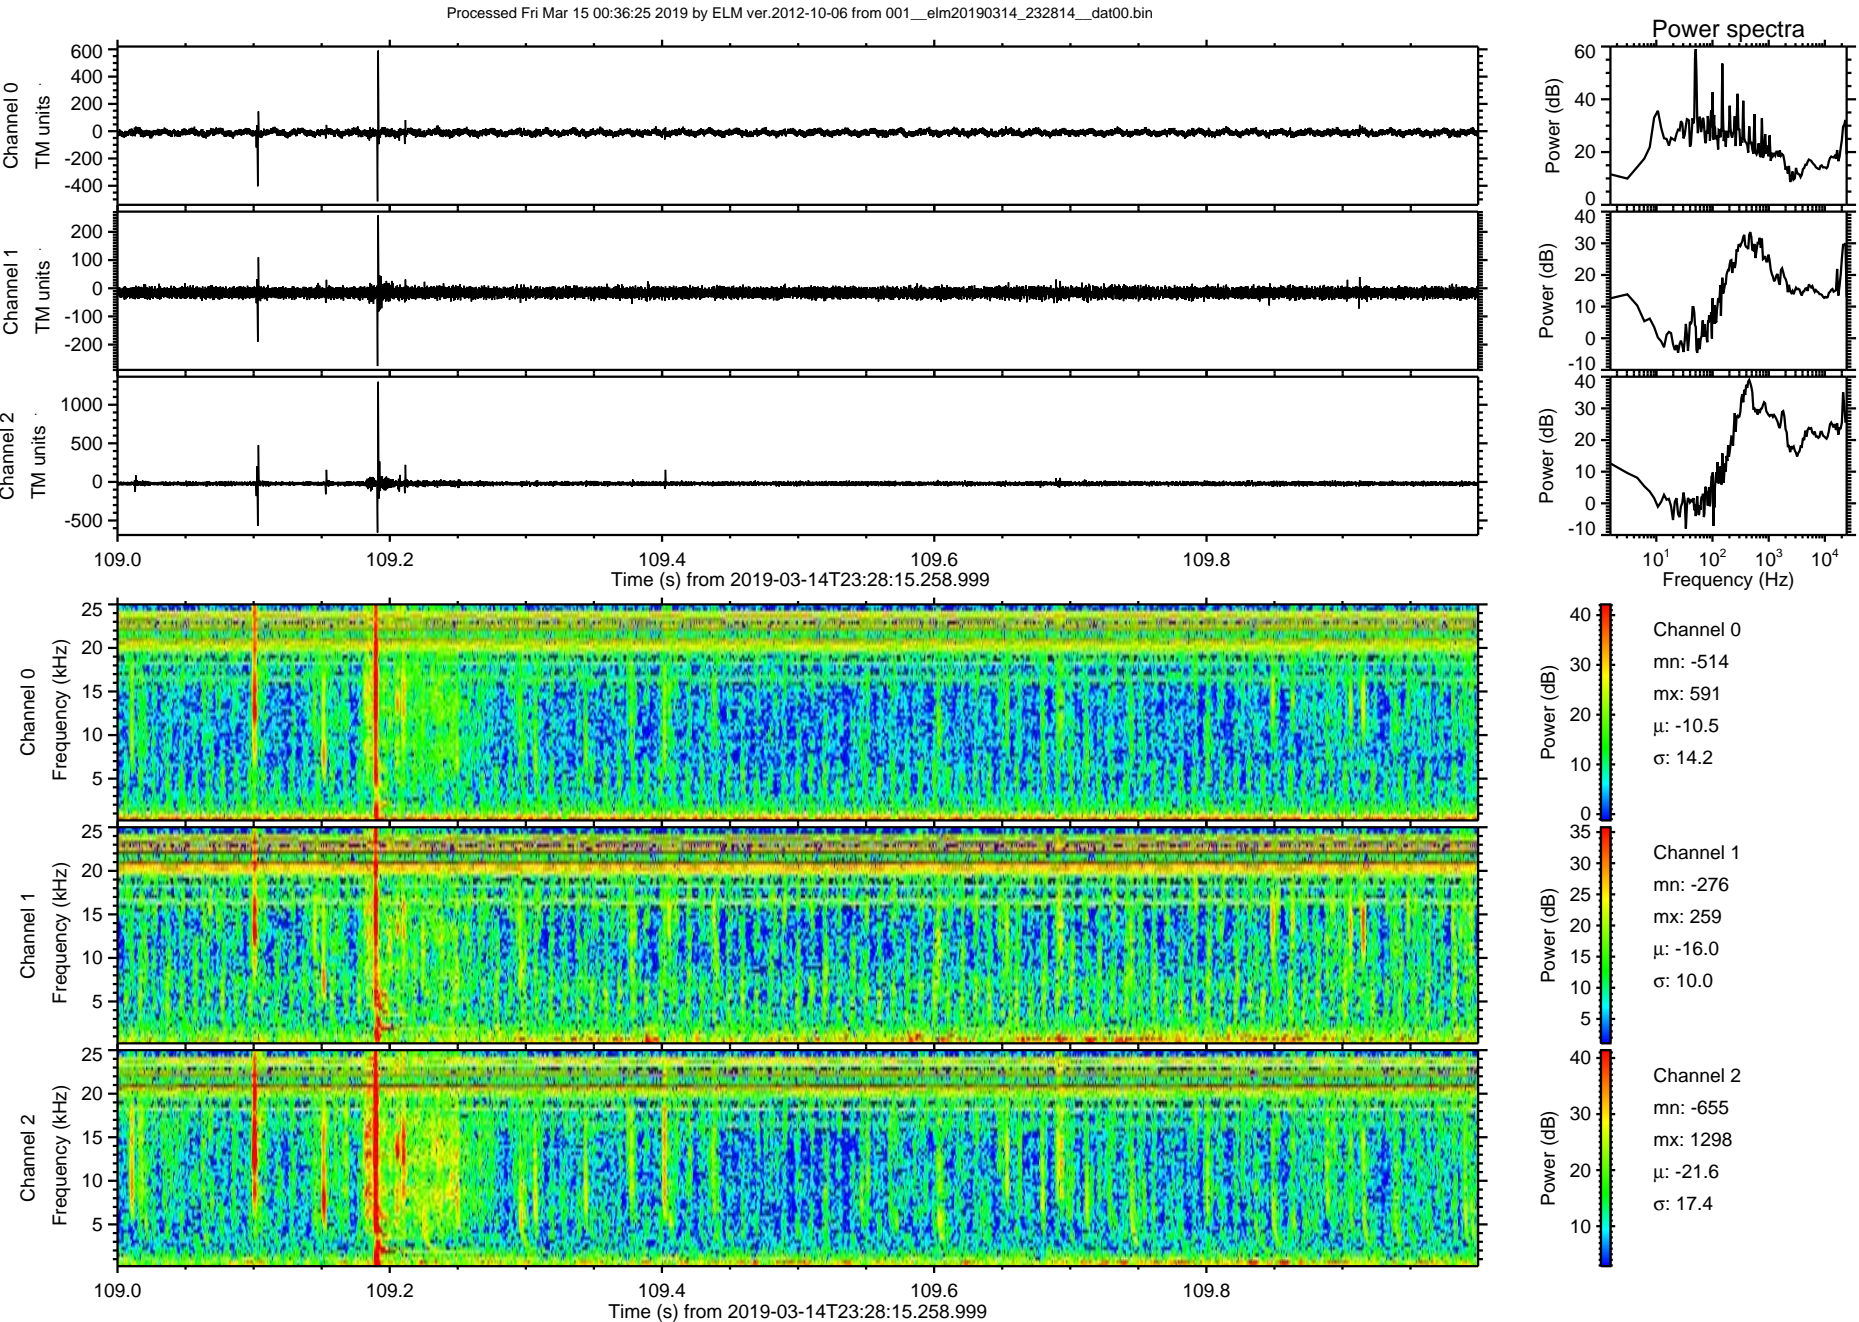 Processed Fri Mar 15 00:36:25 2019 by ELM ver.2012-10-06 from 001__elm20190314_232814__dat00.bin
Power spectra
Channel 0
TM units
600
400
200
0
-200
-400
Power (dB)
60
40
20
0
Channel 1
TM units
200
100
0
-100
-200
Power (dB)
40
30
20
10
0
-10
Channel 2
TM units
1000
500
0
-500
Power (dB)
40
30
20
10
0
-10
109.0 109.2 109.4 109.6 109.8
Time (s) from 2019-03-14T23:28:15.258.999
10^1 10^2 10^3 10^4
Frequency (Hz)
Channel 0
Frequency (kHz)
25
20
15
10
5
Power (dB)
40
30
20
10
0
Channel 0
mn: -514
mx: 591
μ: -10.5
σ: 14.2
Channel 1
Frequency (kHz)
25
20
15
10
5
Power (dB)
35
30
25
20
15
10
5
Channel 1
mn: -276
mx: 259
μ: -16.0
σ: 10.0
Channel 2
Frequency (kHz)
25
20
15
10
5
Power (dB)
40
30
20
10
Channel 2
mn: -655
mx: 1298
μ: -21.6
σ: 17.4
109.0 109.2 109.4 109.6 109.8
Time (s) from 2019-03-14T23:28:15.258.999